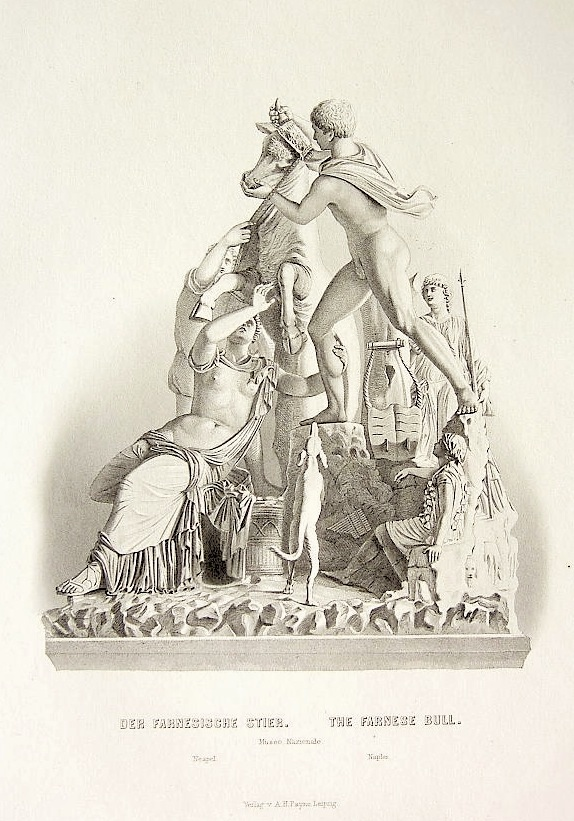 DER FARNESISCHE STIER. THE FARNESE BULL.
Museo Nazionale
Neapel Naples
Verlag v. A.H. Payne Leipzig